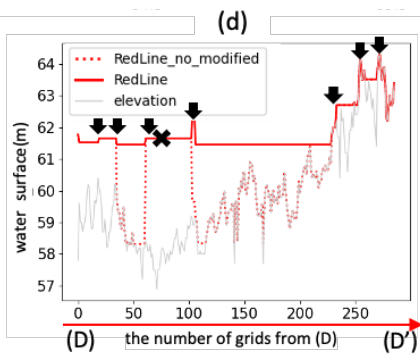 (d)
RedLine_no_modified
RedLine
elevation
water surface(m)
64
63
62
61
60
59
58
57
0 50 100 150 200 250
(D) the number of grids from (D) (D')